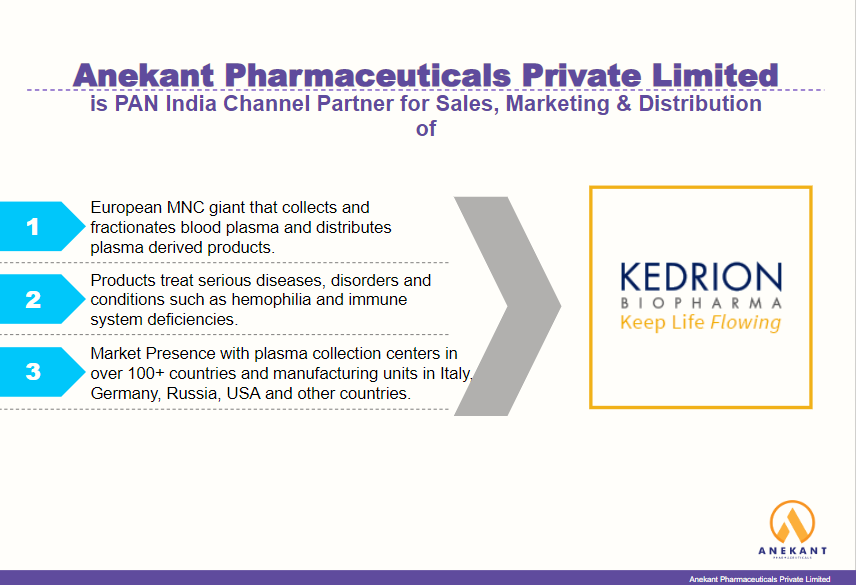 Anekant Pharmaceuticals Private Limited
is PAN India Channel Partner for Sales, Marketing & Distribution
of
1
European MNC giant that collects and
fractionates blood plasma and distributes
plasma derived products.
2
Products treat serious diseases, disorders and
conditions such as hemophilia and immune
system deficiencies.
3
Market Presence with plasma collection centers in
over 100+ countries and manufacturing units in Italy,
Germany, Russia, USA and other countries.
KEDRION
BIOPHARMA
Keep Life Flowing
ANEKANT
PHARMACEUTICALS
Anekant Pharmaceuticals Private Limited